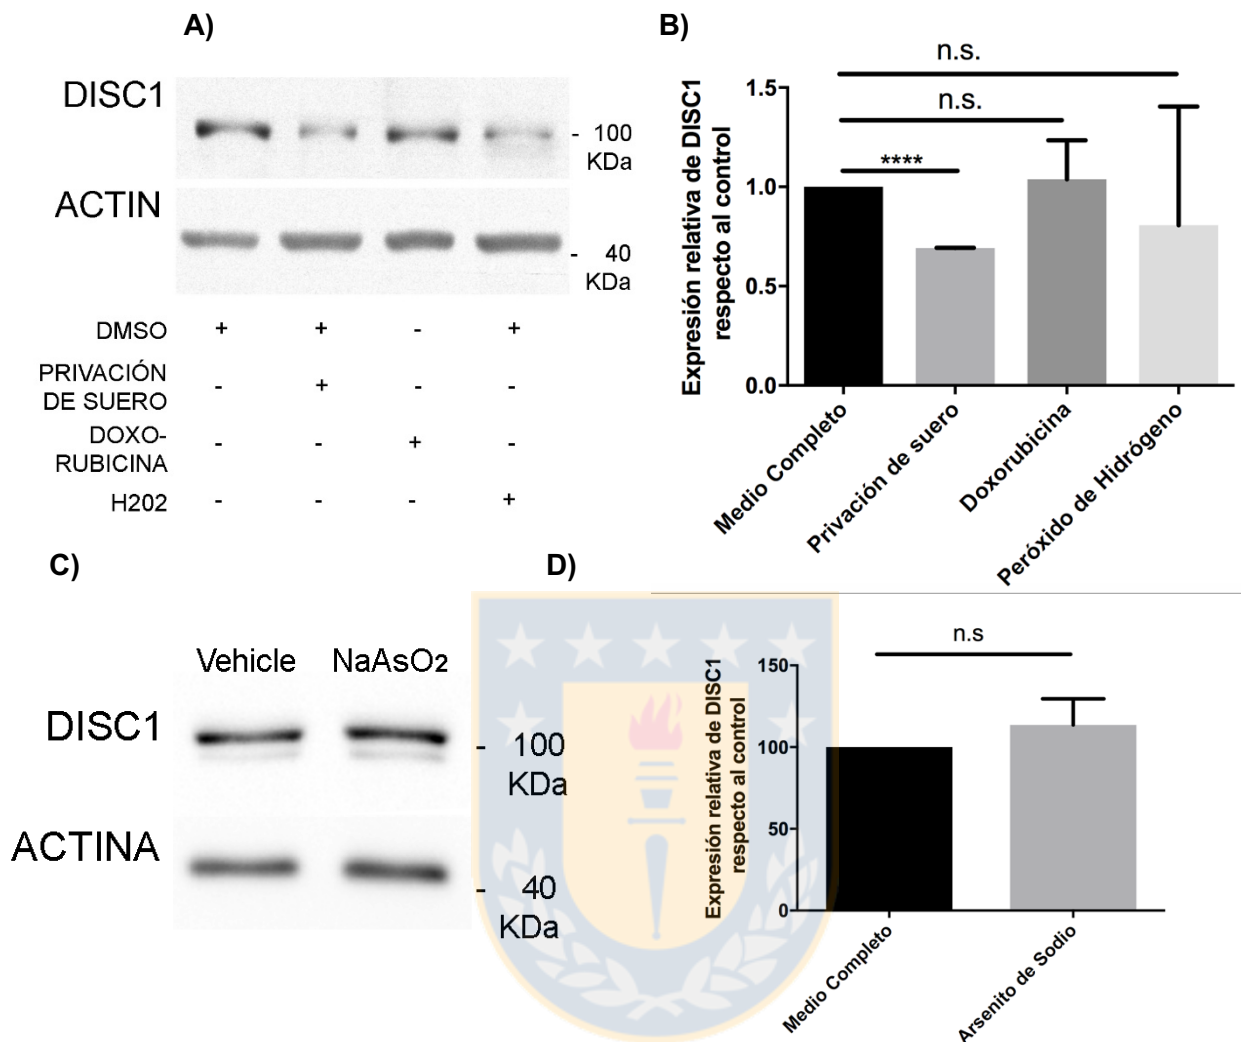 A)
DISC1
- 100
KDa
ACTIN
- 40
KDa
DMSO + + - +
PRIVACIÓN
DE SUERO - + - -
DOXO-
RUBICINA - - + -
H202 - - - +
B)
n.s.
n.s.
****
Expresión relativa de DISC1
respecto al control
1.5
1.0
0.5
0.0
Medio Completo
Privación de suero
Doxorubicina
Peróxido de Hidrógeno
C)
Vehicle NaAsO2
DISC1
- 100
KDa
ACTINA
- 40
KDa
D)
n.s
Expresión relativa de DISC1
respecto al control
150
100
50
0
Medio Completo
Arsenito de Sodio